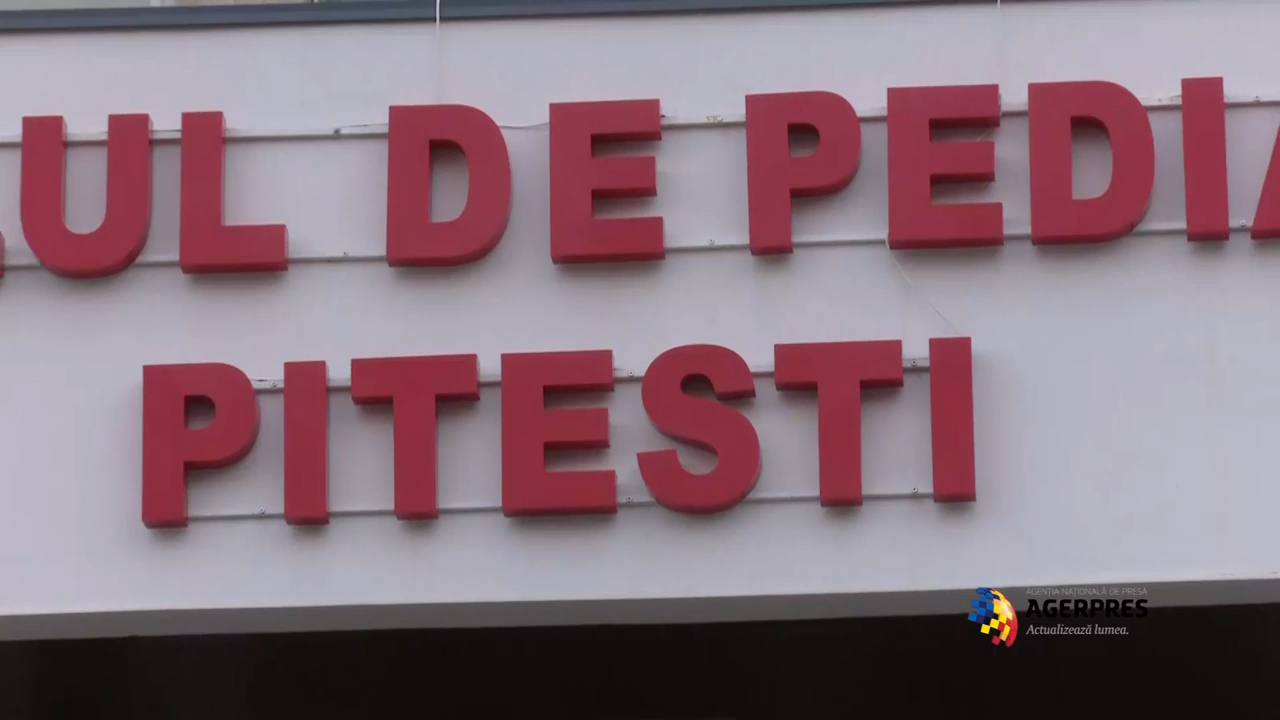 UL DE PEDIA
PITESTI
AGENȚIA NAȚIONALĂ DE PRESĂ
AGERPRES
Actualizează lumea.